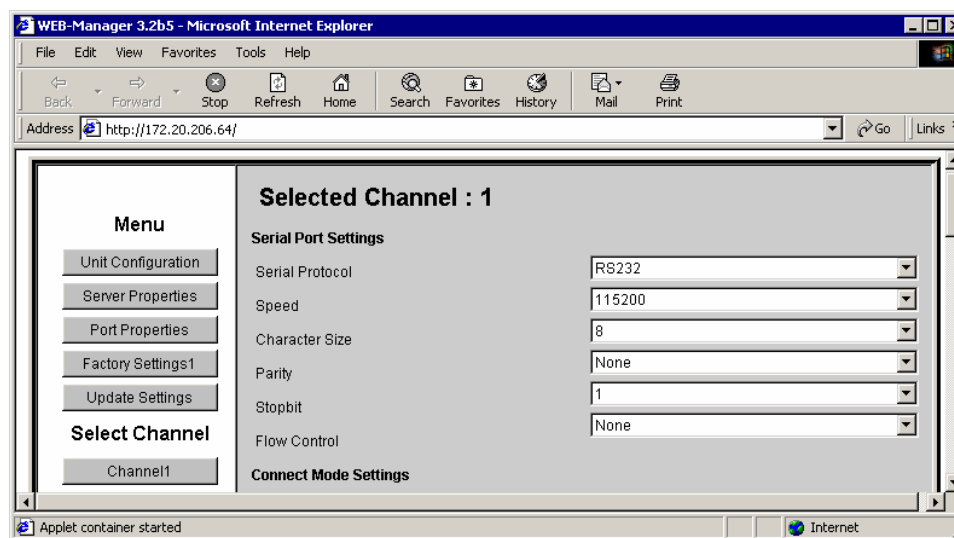 WEB-Manager 3.2b5 - Microsoft Internet Explorer
File Edit View Favorites Tools Help
Back Forward Stop Refresh Home Search Favorites History Mail Print
Address http://172.20.206.64/ Go Links
Menu
Unit Configuration
Server Properties
Port Properties
Factory Settings1
Update Settings
Select Channel
Channel1
Selected Channel : 1
Serial Port Settings
Serial Protocol RS232
Speed 115200
Character Size 8
Parity None
Stopbit 1
Flow Control None
Connect Mode Settings
Applet container started Internet